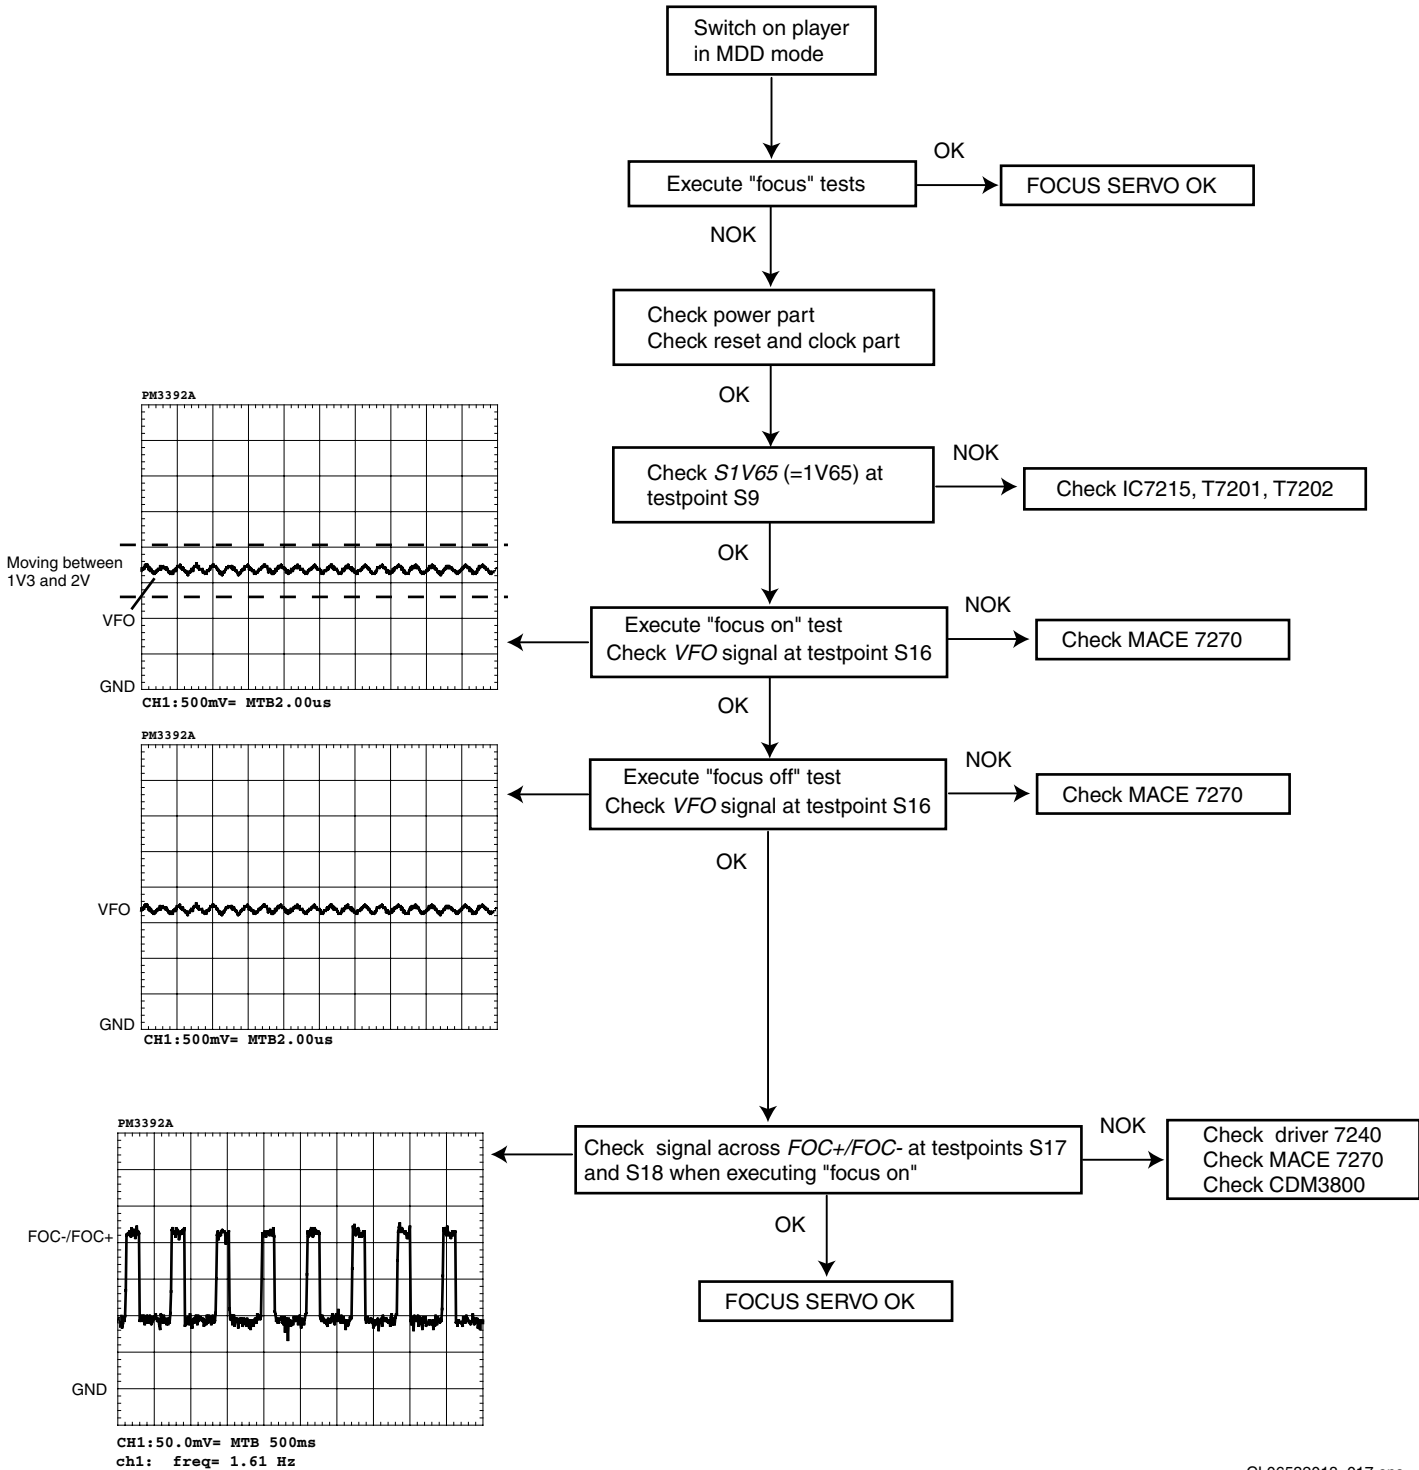 Switch on player
in MDD mode
OK
Execute "focus" tests
FOCUS SERVO OK
NOK
Check power part
Check reset and clock part
OK
PM3392A
NOK
Check S1V65 (=1V65) at
testpoint S9
Check IC7215, T7201, T7202
OK
Moving between
1V3 and 2V
VFO
GND
CH1:500mV= MTB2.00us
NOK
Execute "focus on" test
Check VFO signal at testpoint S16
Check MACE 7270
OK
PM3392A
NOK
Execute "focus off" test
Check VFO signal at testpoint S16
Check MACE 7270
OK
VFO
GND
CH1:500mV= MTB2.00us
PM3392A
NOK
Check signal across FOC+/FOC- at testpoints S17
and S18 when executing "focus on"
Check driver 7240
Check MACE 7270
Check CDM3800
OK
FOC-/FOC+
FOCUS SERVO OK
GND
CH1:50.0mV= MTB 500ms
ch1: freq= 1.61 Hz